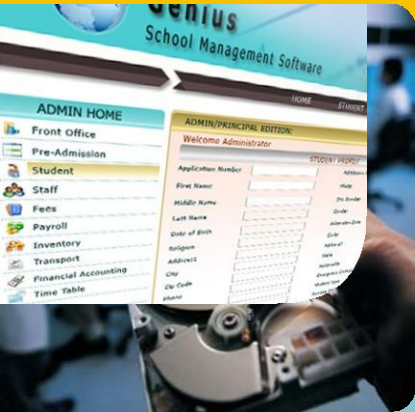 Genius
School Management Software
HOME STUDENT
ADMIN HOME
Front Office
Pre-Admission
Student
Staff
Fees
Payroll
Inventory
Transport
Financial Accounting
Time Table
ADMIN/PRINCIPAL EDITION:
Welcome Administrator
STUDENT PROFILE
Application Number
First Name
Middle Name
Last Name
Date of Birth
Religion
Address1
City
Zip Code
Phone